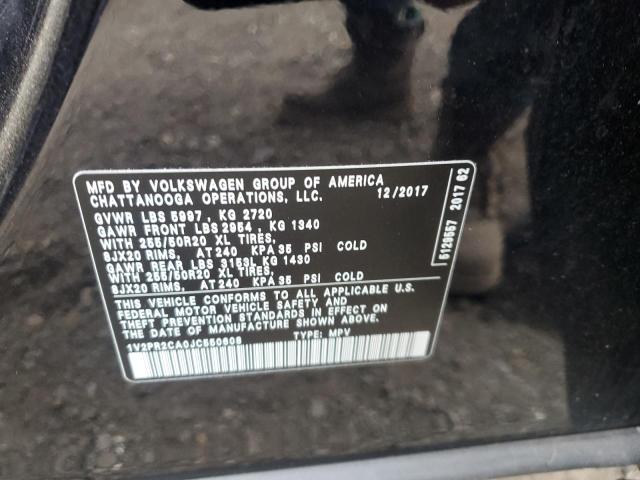 MFD BY VOLKSWAGEN GROUP OF AMERICA
CHATTANOOGA OPERATIONS, LLC. 12/2017
GVWR LBS 5997 , KG 2720
GAWR FRONT LBS 2954 , KG 1340
WITH 255/50R20 XL TIRES,
8JX20 RIMS, AT 240 KPA 35 PSI COLD
GAWR REAR LBS 3153, KG 1430
WITH 255/50R20 XL TIRES,
8JX20 RIMS, AT 240 KPA 35 PSI COLD
THIS VEHICLE CONFORMS TO ALL APPLICABLE U.S.
FEDERAL MOTOR VEHICLE SAFETY AND
THEFT PREVENTION STANDARDS IN EFFECT ON
THE DATE OF MANUFACTURE SHOWN ABOVE.
1V2PR2CA0JC550808 TYPE: MPV
5129557 2017 02